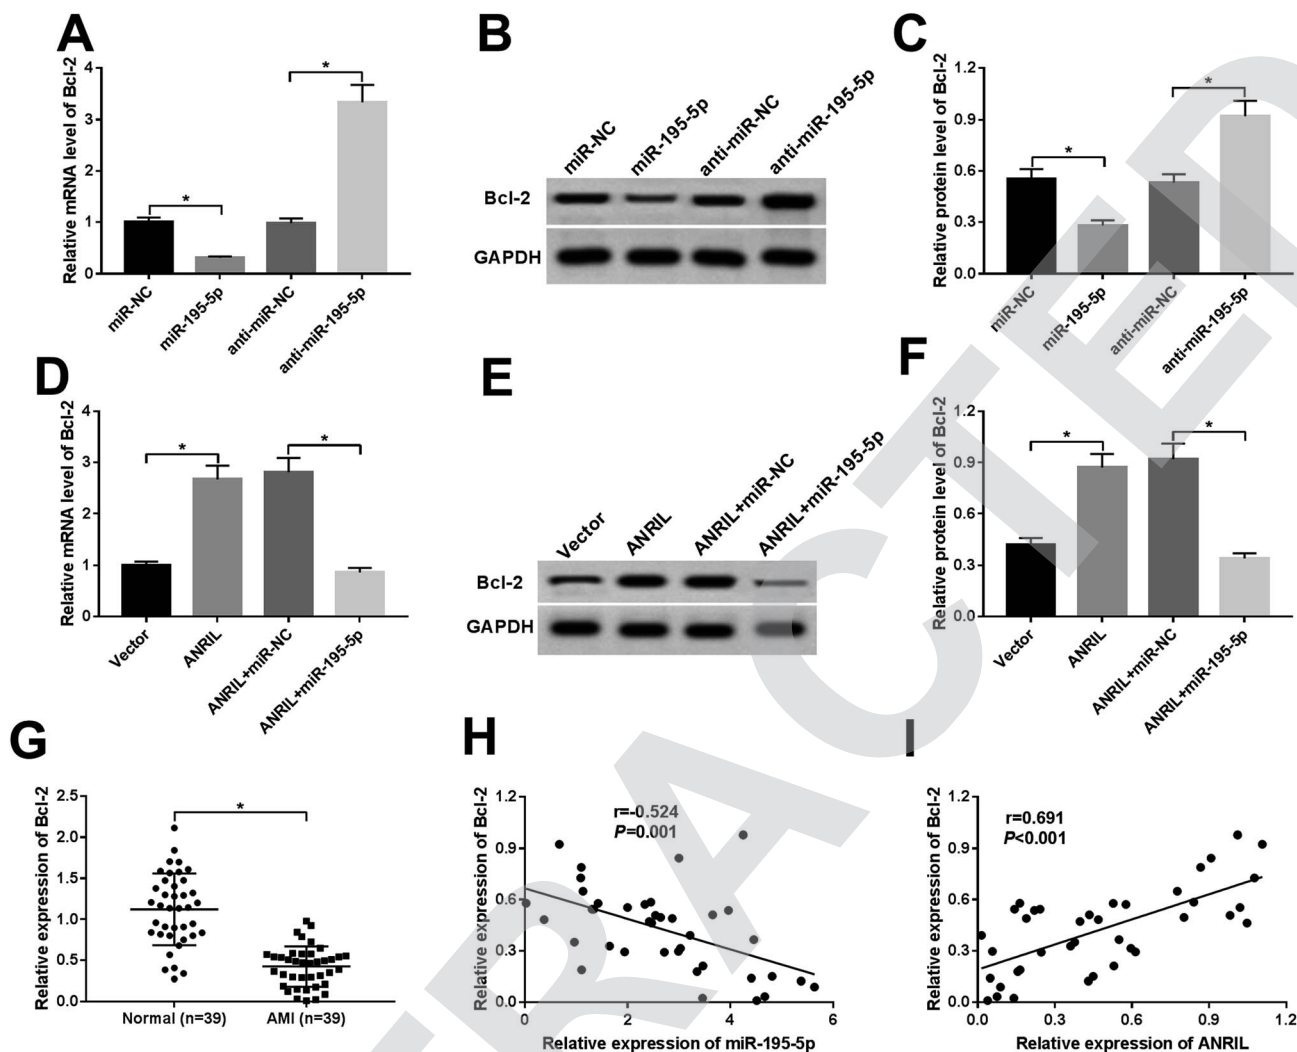 A
Relative mRNA level of Bcl-2
4
3
2
1
0
*
*
miR-NC
miR-195-5p
anti-miR-NC
anti-miR-195-5p
B
miR-NC
miR-195-5p
anti-miR-NC
anti-miR-195-5p
Bcl-2
GAPDH
C
Relative protein level of Bcl-2
1.2
0.9
0.6
0.3
0.0
*
*
miR-NC
miR-195-5p
anti-miR-NC
anti-miR-195-5p
D
Relative mRNA level of Bcl-2
4
3
2
1
0
*
*
Vector
ANRIL
ANRIL+miR-NC
ANRIL+miR-195-5p
E
Vector
ANRIL
ANRIL+miR-NC
ANRIL+miR-195-5p
Bcl-2
GAPDH
F
Relative protein level of Bcl-2
1.2
0.9
0.6
0.3
0.0
*
*
Vector
ANRIL
ANRIL+miR-NC
ANRIL+miR-195-5p
G
Relative expression of Bcl-2
2.5
2.0
1.5
1.0
0.5
0.0
*
Normal (n=39)
AMI (n=39)
H
Relative expression of Bcl-2
1.2
0.9
0.6
0.3
0.0
r=-0.524
P=0.001
0
2
4
6
Relative expression of miR-195-5p
I
Relative expression of Bcl-2
1.2
0.9
0.6
0.3
0.0
r=0.691
P<0.001
0.0
0.3
0.6
0.9
1.2
Relative expression of ANRIL
RACTED